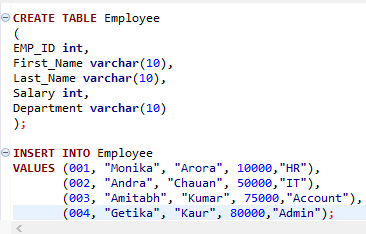 CREATE TABLE Employee
(
EMP_ID int,
First_Name varchar(10),
Last_Name varchar(10),
Salary int,
Department varchar(10)
);
INSERT INTO Employee
VALUES (001, "Monika", "Arora", 10000,"HR"),
(002, "Andra", "Chauan", 50000,"IT"),
(003, "Amitabh", "Kumar", 75000,"Account"),
(004, "Getika", "Kaur", 80000,"Admin");